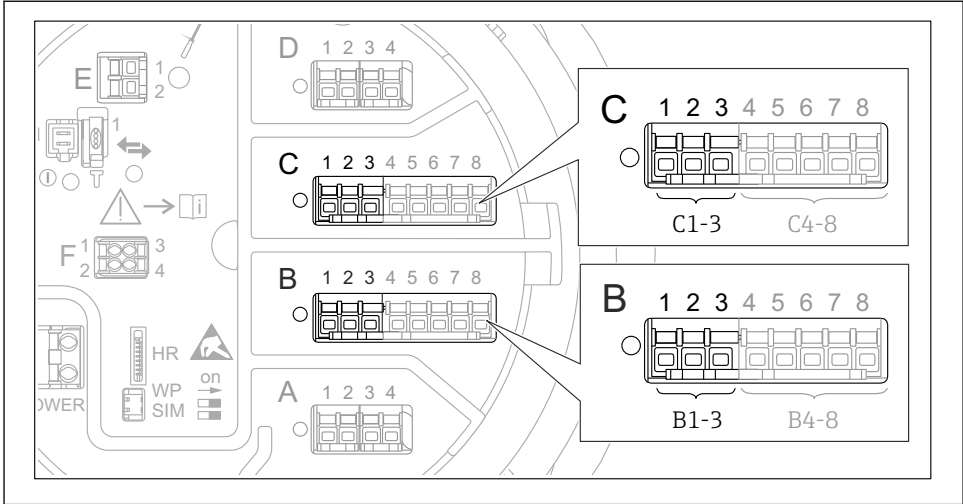 D 1 2 3 4
E 1
2
1
C 1 2 3 4 5 6 7 8
i
F 1 3
2 4
B 1 2 3 4 5 6 7 8
HR
WP on
SIM
OWER
A 1 2 3 4
C 1 2 3 4 5 6 7 8
C1-3 C4-8
B 1 2 3 4 5 6 7 8
B1-3 B4-8